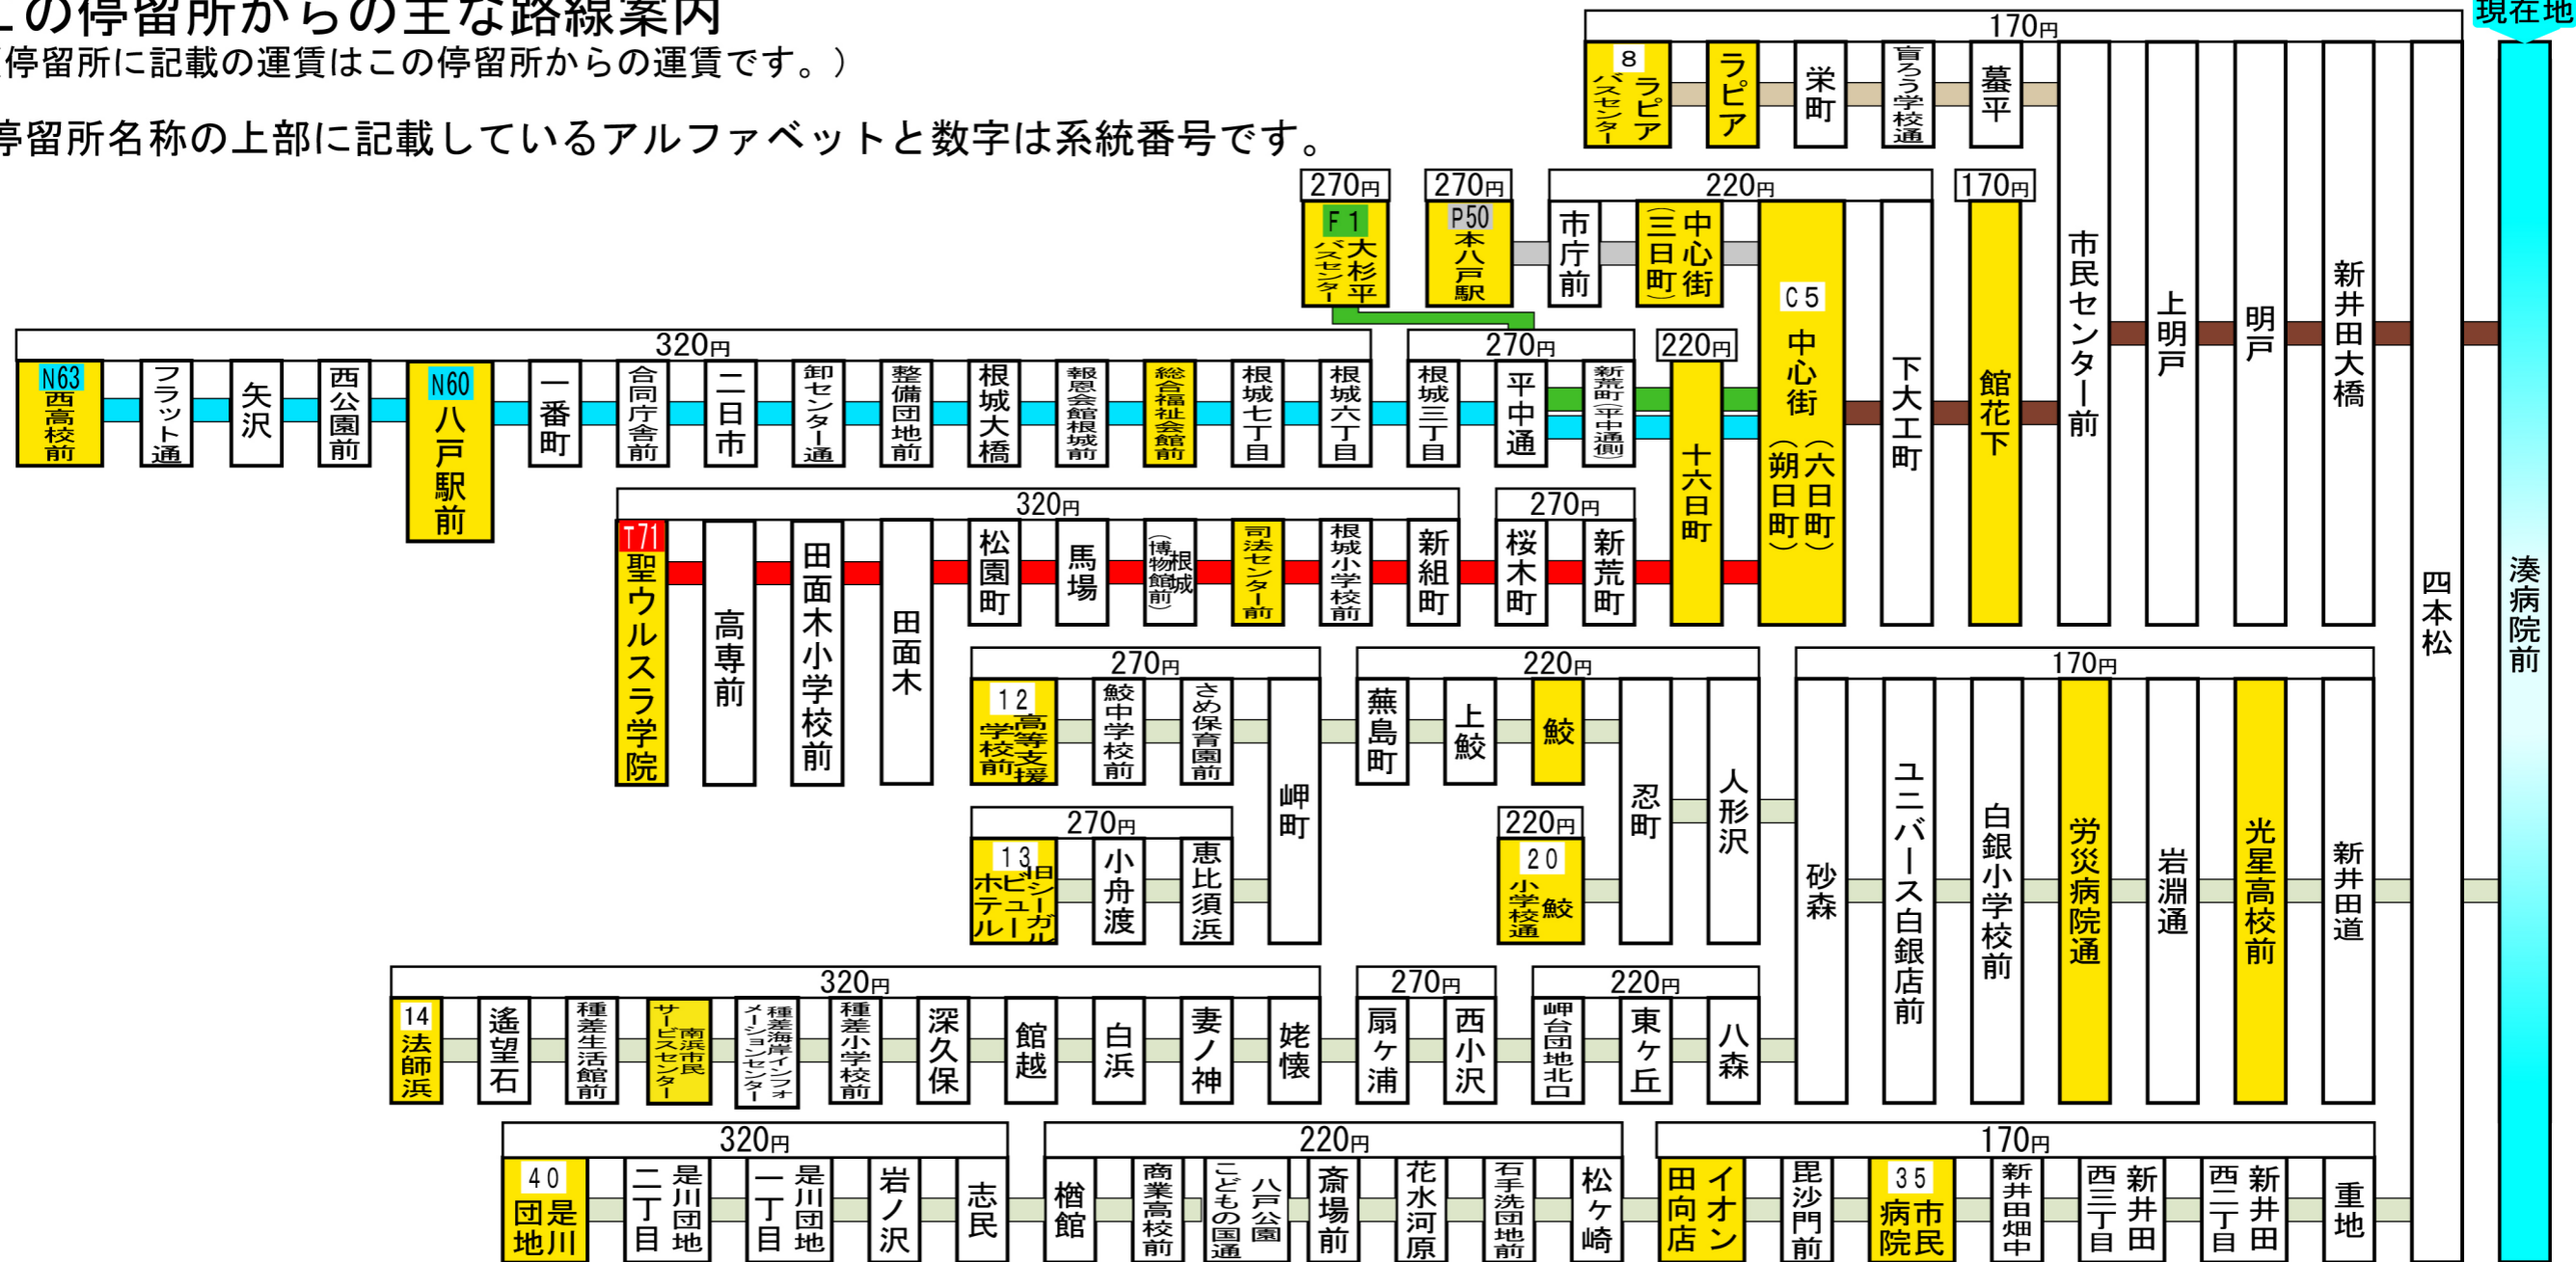 この停留所からの主な路線案内
停留所に記載の運賃はこの停留所からの運賃です。）
停留所名称の上部に記載しているアルファベットと数字は系統番号です。
現在地
湊病院前
170円
8
ラピア
バスセンター
ラピア
栄町
盲ろう学校通
蟇平
市民センター前
上明戸
明戸
新井田大橋
四本松
270円
F1
大杉平
バスセンター
270円
P50
本八戸駅
220円
市庁前
中心街
（三日町）
C5
中心街
（六日町）
（朔日町）
下大工町
170円
館花下
320円
N63
西高校前
フラット通
矢沢
西公園前
N60
八戸駅前
一番町
合同庁舎前
二日市
卸センター通
整備団地前
根城大橋
報恩会館根城前
総合福祉会館前
根城七丁目
根城六丁目
270円
根城三丁目
平中通
新荒町（平中通側）
220円
十六日町
320円
T71
聖ウルスラ学院
高専前
田面木小学校前
田面木
松園町
馬場
根城
（博物館前）
司法センター前
根城小学校前
新組町
270円
桜木町
新荒町
270円
12
高等支援
学校前
鮫中学校前
さめ保育園前
岬町
220円
蕪島町
上鮫
鮫
忍町
人形沢
170円
砂森
ユニバース白銀店前
白銀小学校前
労災病院通
岩淵通
光星高校前
新井田道
270円
13
旧シーガル
ビュー
ホテル
小舟渡
恵比須浜
220円
20
鮫
小学校通
320円
14
法師浜
遙望石
種差生活館前
南浜市民
サービスセンター
種差海岸インフォ
メーションセンター
種差小学校前
深久保
館越
白浜
妻ノ神
姥懐
270円
扇ヶ浦
西小沢
220円
岬台団地北口
東ヶ丘
八森
320円
40
是川
団地
是川団地
二丁目
是川団地
一丁目
岩ノ沢
志民
220円
楢館
商業高校前
八戸公園
こどもの国通
斎場前
花水河原
石手洗団地前
松ヶ崎
170円
イオン
田向店
毘沙門前
35
市民
病院
新井田畑中
新井田
西三丁目
新井田
西二丁目
重地